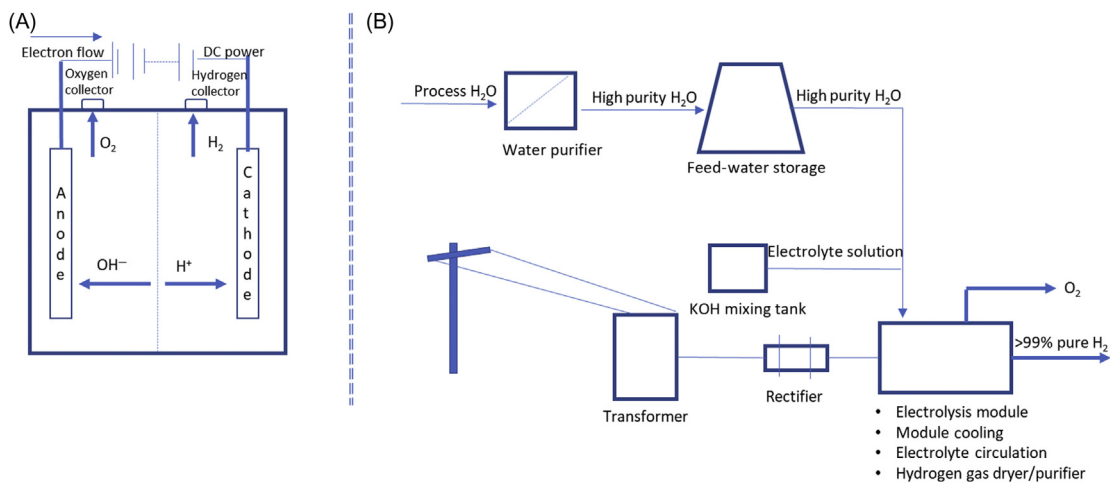 (A)
Electron flow
DC power
Oxygen
collector
Hydrogen
collector
O₂
H₂
Anode
Cathode
OH—
H⁺
(B)
Process H₂O
High purity H₂O
High purity H₂O
Water purifier
Feed-water storage
Electrolyte solution
KOH mixing tank
O₂
>99% pure H₂
Transformer
Rectifier
• Electrolysis module
• Module cooling
• Electrolyte circulation
• Hydrogen gas dryer/purifier